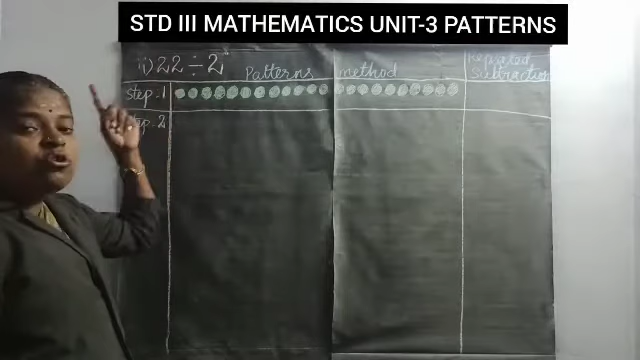 STD III MATHEMATICS UNIT-3 PATTERNS
ii) 22 ÷ 2
Patterns method
Repeated
Subtraction
Step.1
Step.2